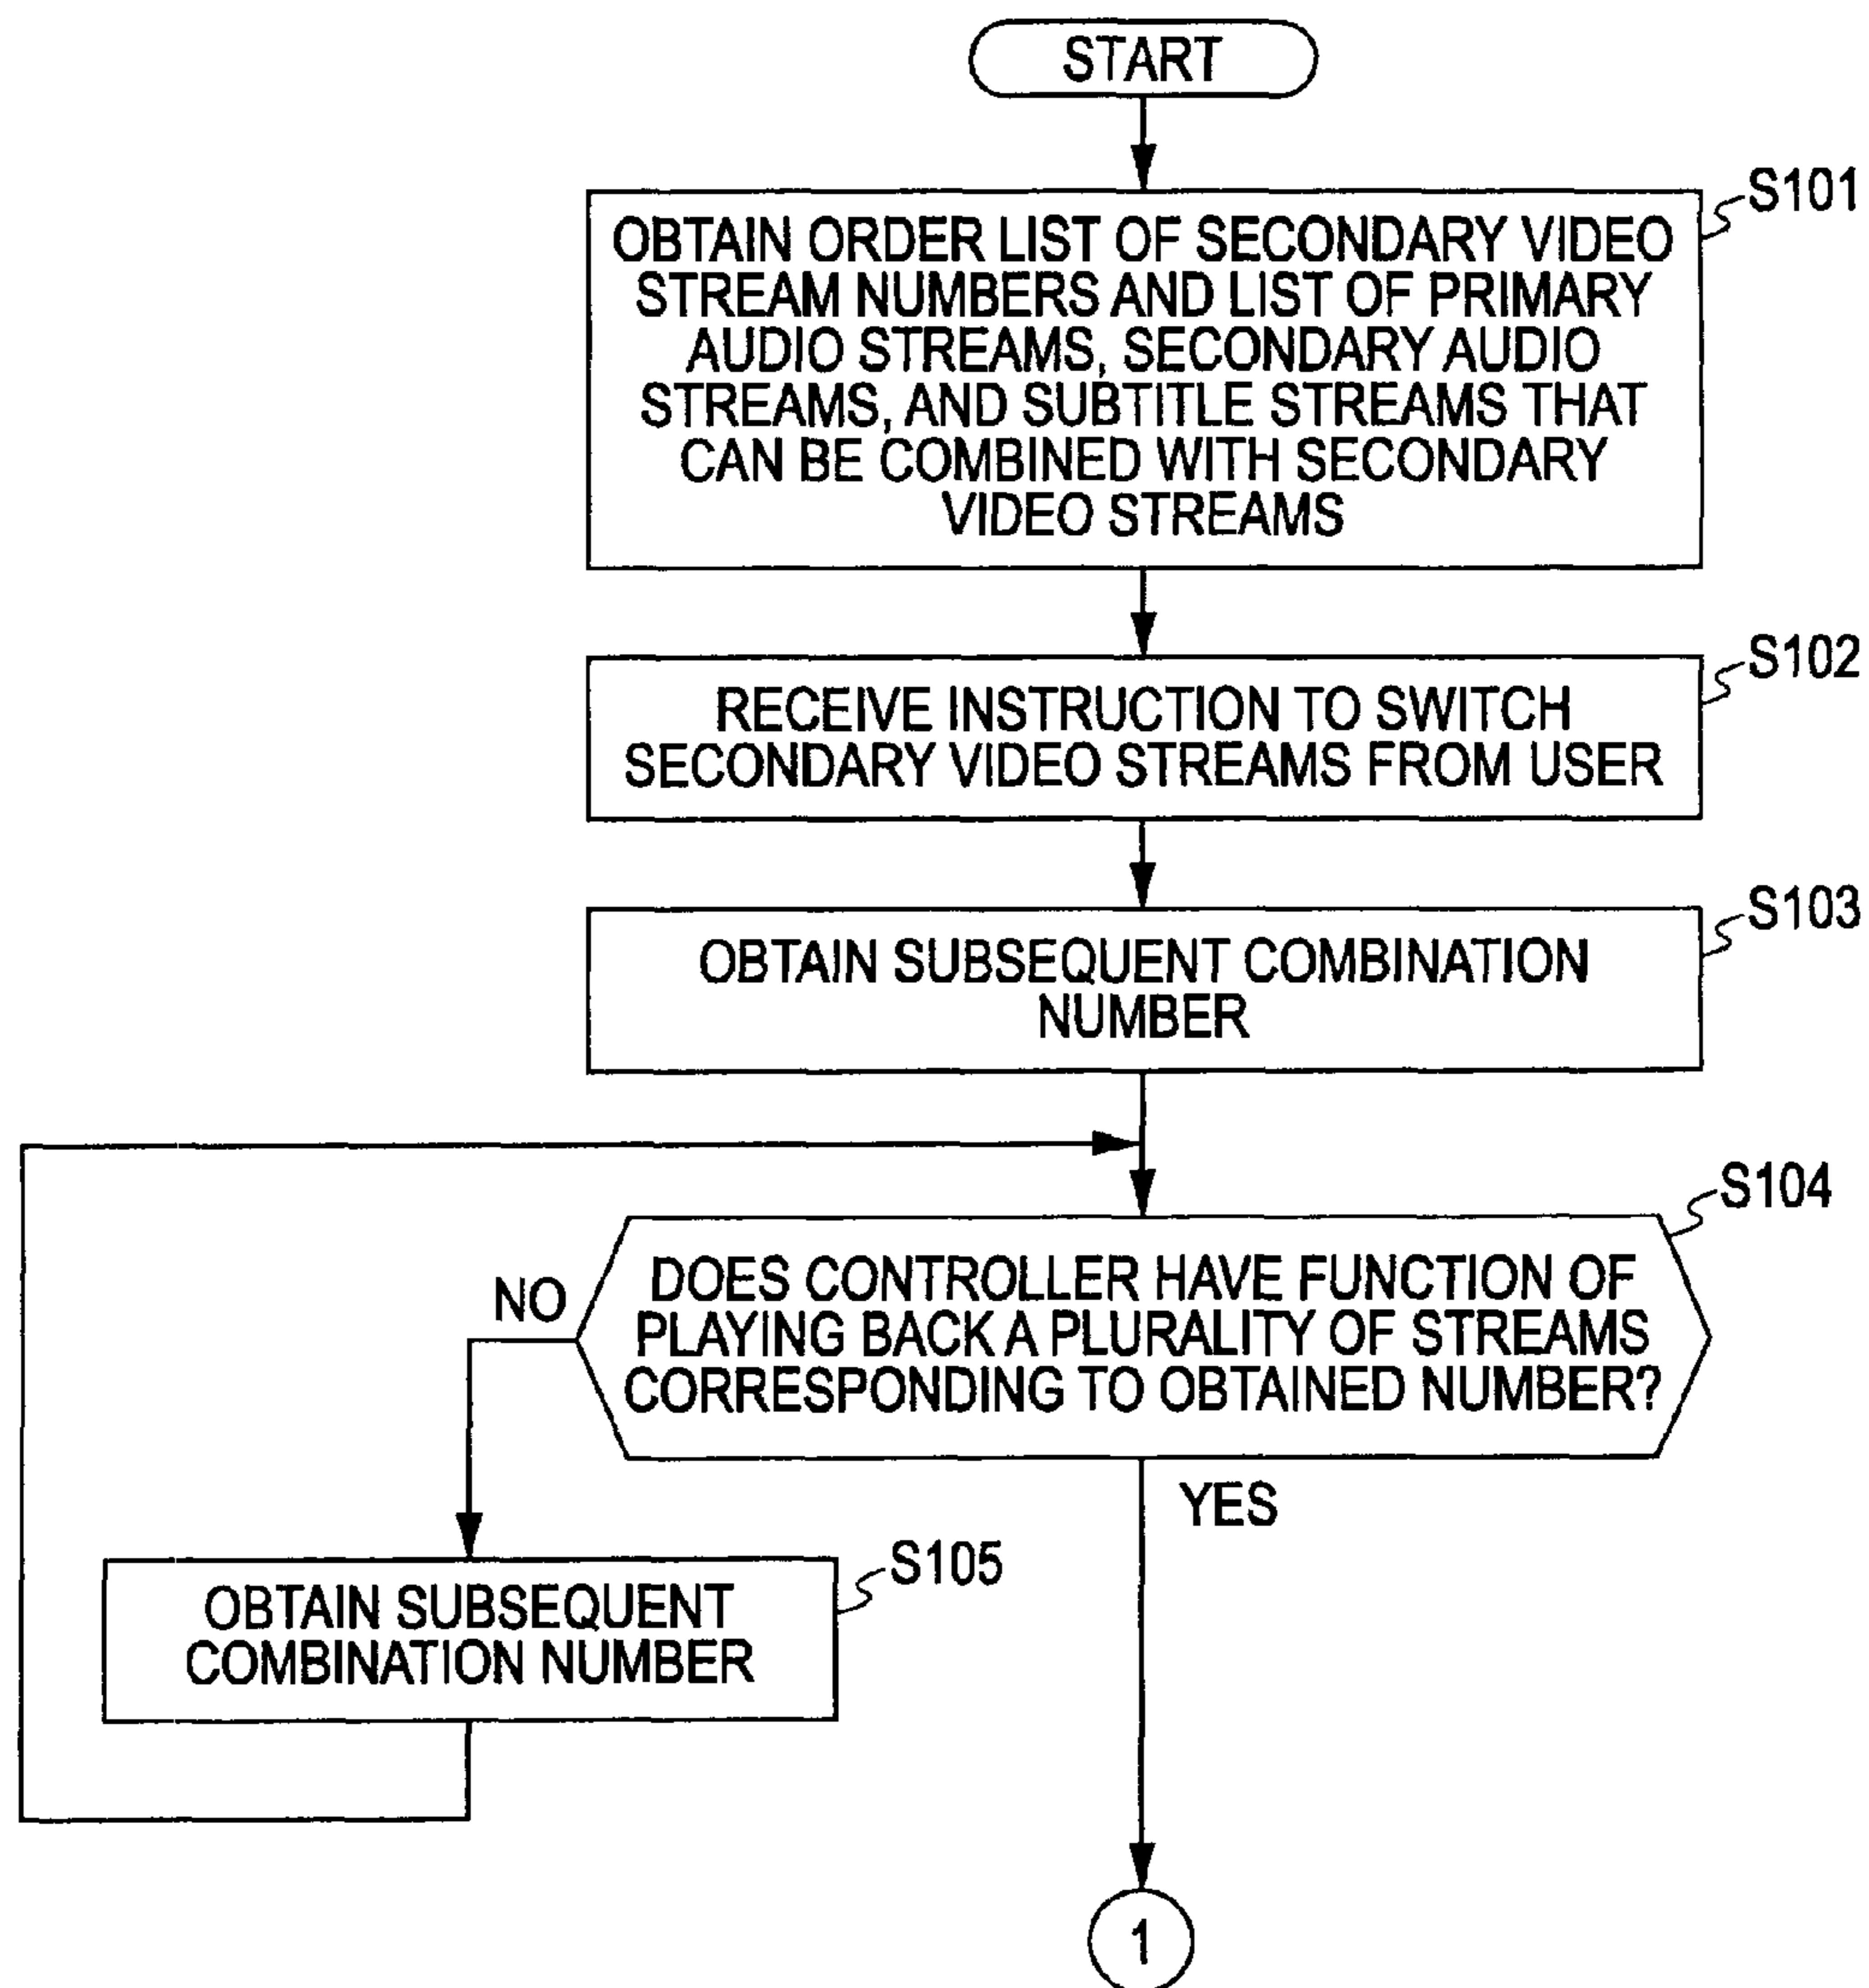 START
S101
OBTAIN ORDER LIST OF SECONDARY VIDEO
STREAM NUMBERS AND LIST OF PRIMARY
AUDIO STREAMS, SECONDARY AUDIO
STREAMS, AND SUBTITLE STREAMS THAT
CAN BE COMBINED WITH SECONDARY
VIDEO STREAMS
S102
RECEIVE INSTRUCTION TO SWITCH
SECONDARY VIDEO STREAMS FROM USER
S103
OBTAIN SUBSEQUENT COMBINATION
NUMBER
S104
DOES CONTROLLER HAVE FUNCTION OF
PLAYING BACK A PLURALITY OF STREAMS
CORRESPONDING TO OBTAINED NUMBER?
NO
YES
S105
OBTAIN SUBSEQUENT
COMBINATION NUMBER
1